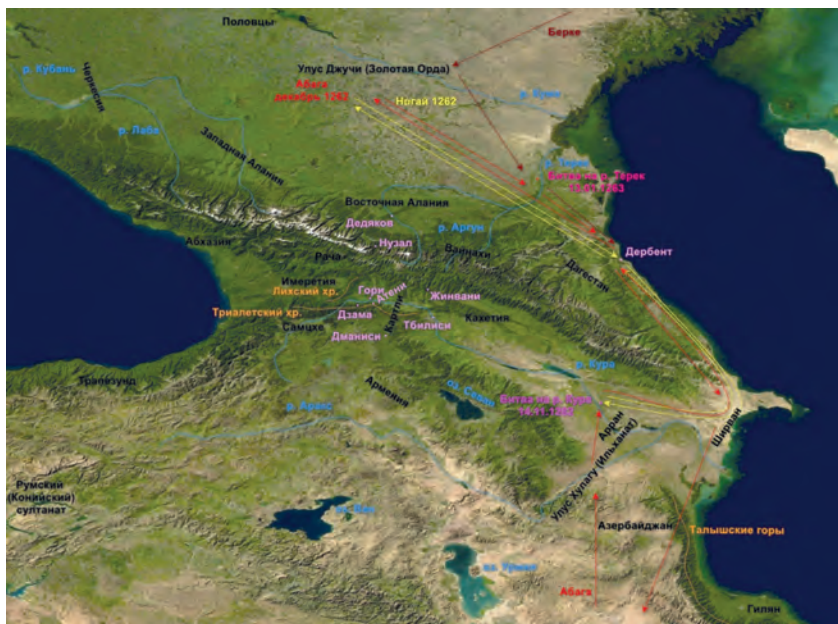 Половцы
Берке
Улус Джучи (Золотая Орда)
р. Кубань
Черкесия
Абага
декабрь 1262
Ногай 1262
р. Лаба
Западная Алания
р. Терек
Битва на р. Терек
13.01.1263
Восточная Алания
Дедяков
р. Аргун
Нузал
Вайнахи
Абхазия
Рача
Дербент
Дагестан
Имеретия
Лихский хр.
Гори
Атени
Жинвани
Триалетский хр.
Дзама
Картли
Кахетия
Самцхе
Тбилиси
Дманиси
Трапезунд
р. Кура
Армения
оз. Севан
Битва на р. Кура
р. Аракс
Арран
Ширван
Улус Хулагу (Ильханат)
Румский
(Конийский)
султанат
оз. Ван
Азербайджан
Талышские горы
оз. Урмия
Абага
Гилян